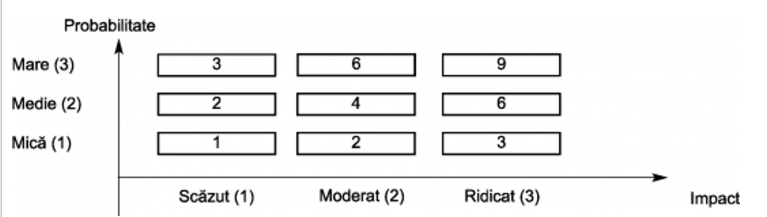 Probabilitate
Mare (3) 3 6 9
Medie (2) 2 4 6
Mică (1) 1 2 3
Scăzut (1) Moderat (2) Ridicat (3) Impact